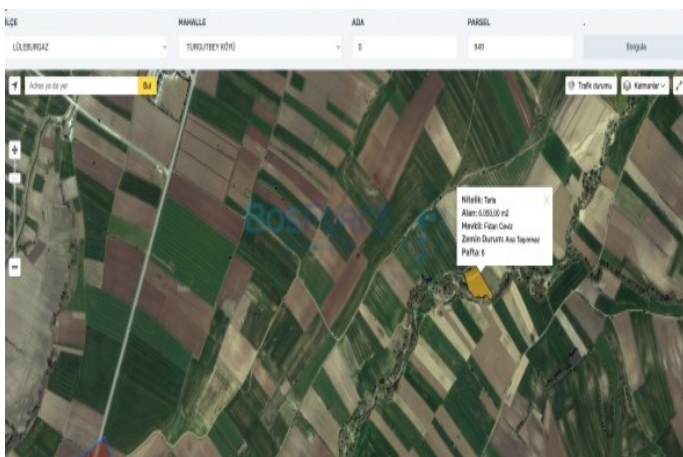 İLÇE MAHALLE ADA PARSEL .
LÜLEBURGAZ TURGUTBEY KÖYÜ 0 949 Sorgula
Adres ya da yer Bul Trafik durumu Katmanlar
+
Nitelik: Tarla
Alan: 6.050,00 m2
Mevkii: Fidan Ceviz
Zemin Durum: Ana Taşınmaz
Pafta: 6